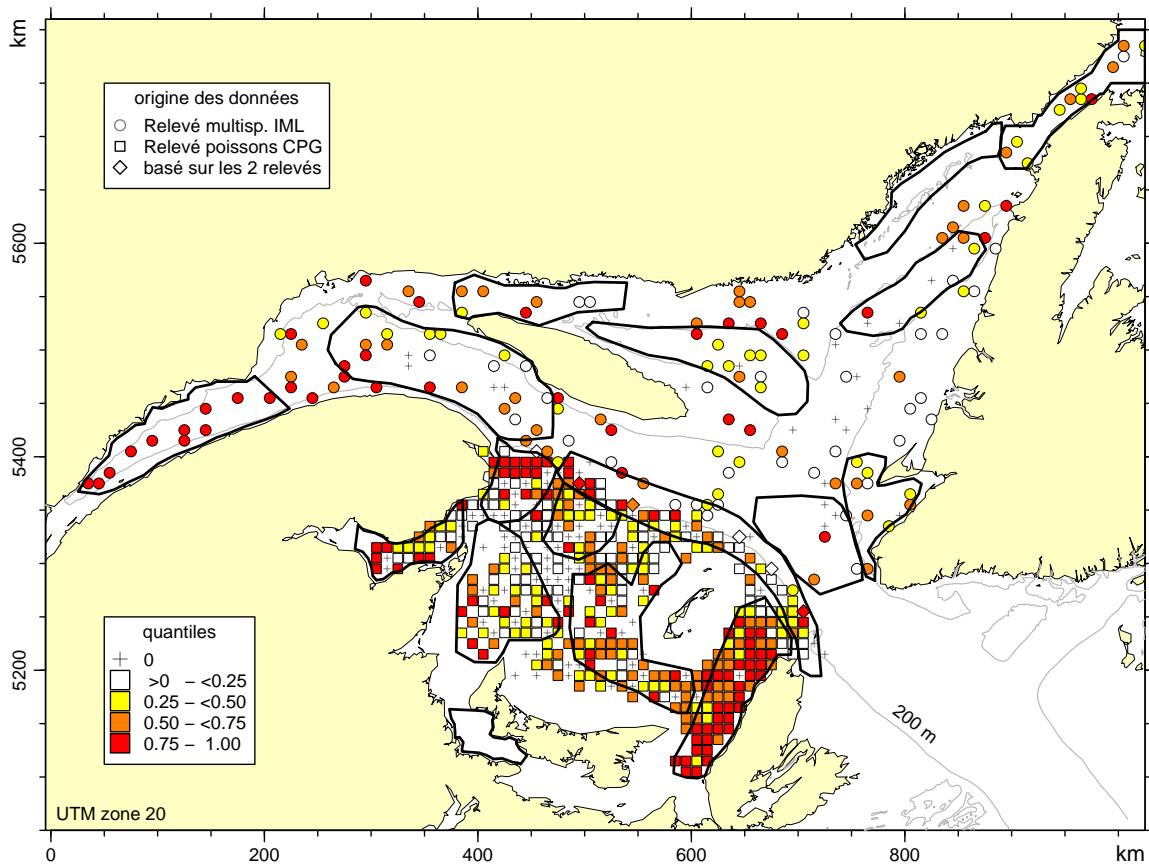 km
origine des données
Relevé multisp. IML
Relevé poissons CPG
basé sur les 2 relevés
5600
5400
5200
quantiles
0
>0 – <0.25
0.25 – <0.50
0.50 – <0.75
0.75 – 1.00
200 m
UTM zone 20
0 200 400 600 800 km